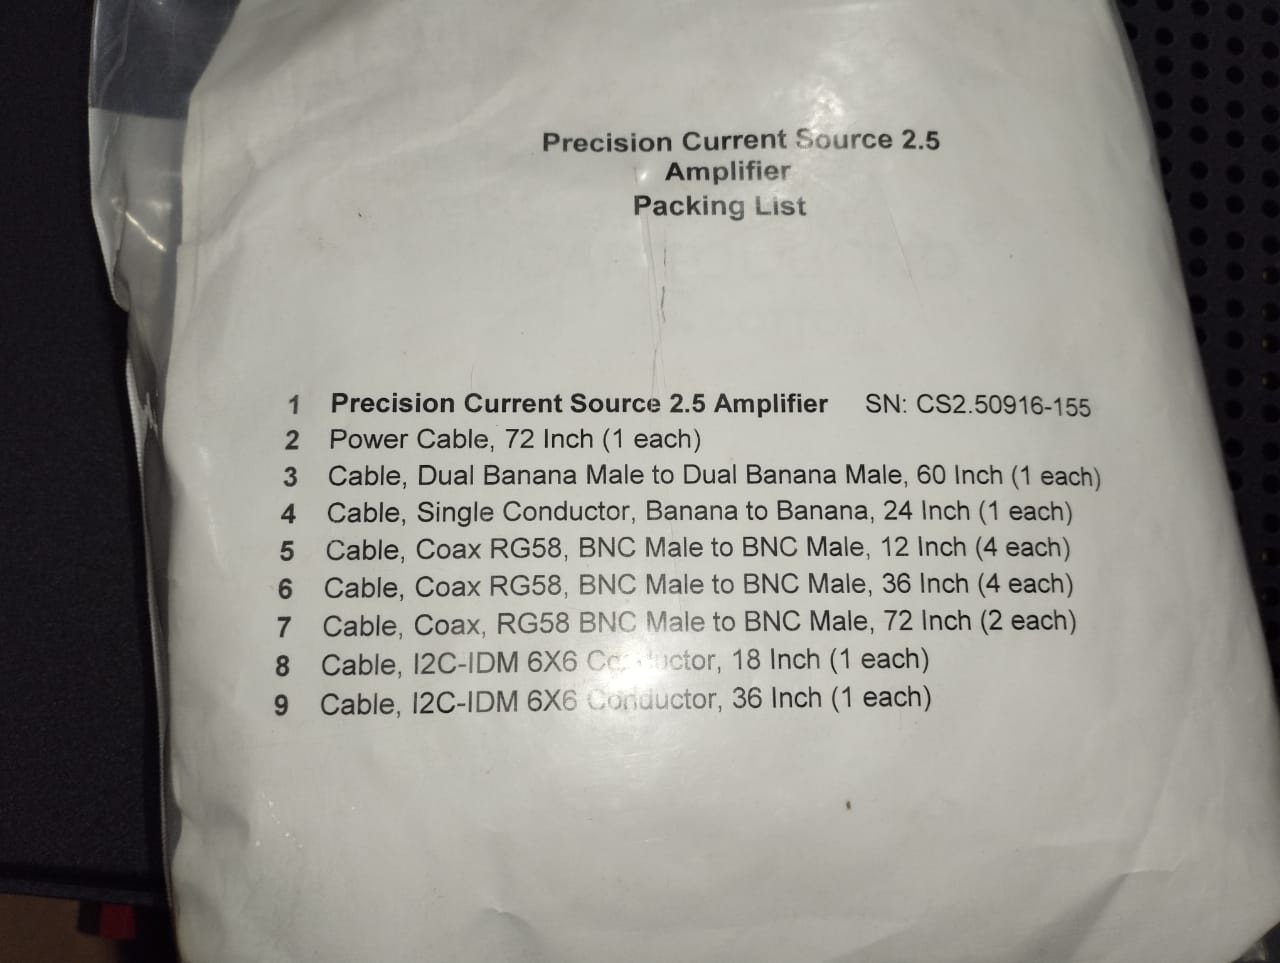 Precision Current Source 2.5
Amplifier
Packing List
1 Precision Current Source 2.5 Amplifier SN: CS2.50916-155
2 Power Cable, 72 Inch (1 each)
3 Cable, Dual Banana Male to Dual Banana Male, 60 Inch (1 each)
4 Cable, Single Conductor, Banana to Banana, 24 Inch (1 each)
5 Cable, Coax RG58, BNC Male to BNC Male, 12 Inch (4 each)
6 Cable, Coax RG58, BNC Male to BNC Male, 36 Inch (4 each)
7 Cable, Coax, RG58 BNC Male to BNC Male, 72 Inch (2 each)
8 Cable, I2C-IDM 6X6 Conductor, 18 Inch (1 each)
9 Cable, I2C-IDM 6X6 Conductor, 36 Inch (1 each)